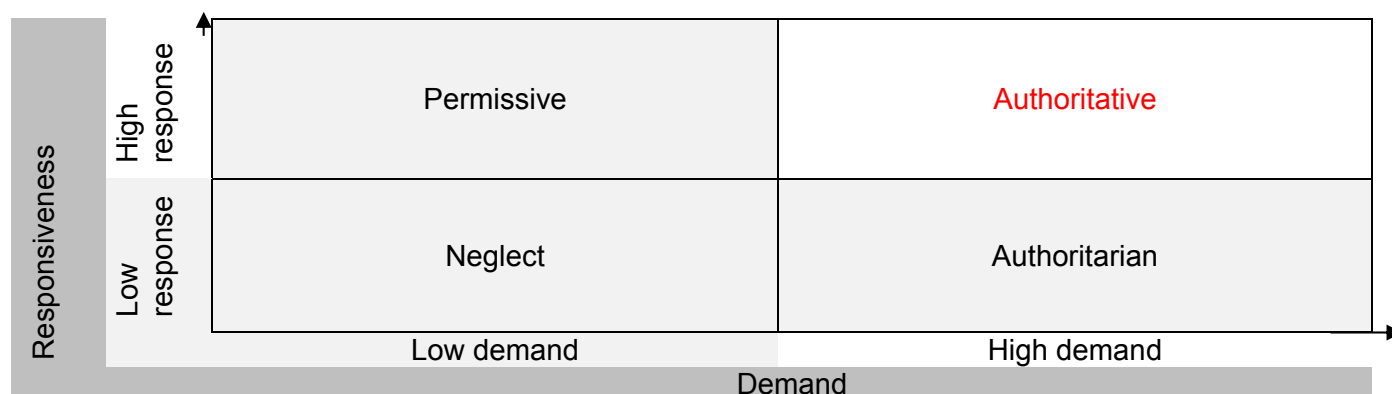 Responsiveness
High
response
Permissive
Authoritative
Low
response
Neglect
Authoritarian
Low demand
High demand
Demand